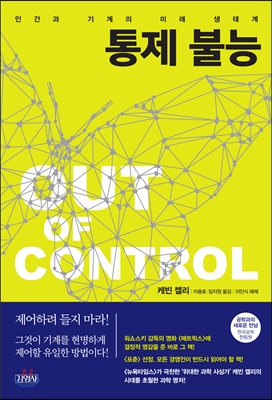 인간과 기계의 미래 생태계
통제 불능
OUT
OF
CONTROL
케빈 켈리 | 이충호·임지원 옮김 | 이인식 해제
제어하려 들지 마라!
그것이 기계를 현명하게
제어할 유일한 방법이다!
김영사
공학과의
새로운 만남
한국공학
한림원
워쇼스키 감독의 영화 《매트릭스》에
결정적 영감을 준 바로 그 책!
《포춘》 선정, 모든 경영인이 반드시 읽어야 할 책!
《뉴욕타임스》가 극찬한 '위대한 과학 사상가' 케빈 켈리의
시대를 초월한 과학 명저!